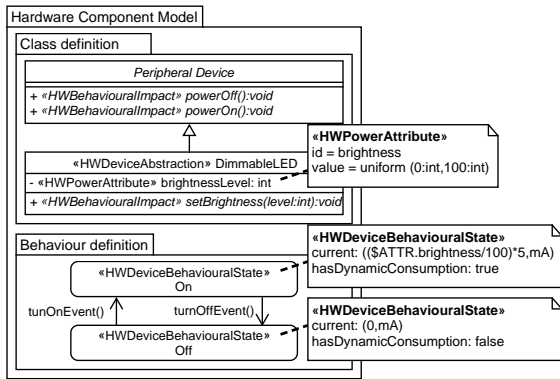 Hardware Component Model
Class definition
Peripheral Device
+ «HWBehaviouralImpact» powerOff():void
+ «HWBehaviouralImpact» powerOn():void
«HWPowerAttribute»
id = brightness
value = uniform (0:int,100:int)
«HWDeviceAbstraction» DimmableLED
- «HWPowerAttribute» brightnessLevel: int
+ «HWBehaviouralImpact» setBrightness(level:int):void
Behaviour definition
«HWDeviceBehaviouralState»
On
«HWDeviceBehaviouralState»
current: (($ATTR.brightness/100)*5,mA)
hasDynamicConsumption: true
tunOnEvent()
turnOffEvent()
«HWDeviceBehaviouralState»
Off
«HWDeviceBehaviouralState»
current: (0,mA)
hasDynamicConsumption: false